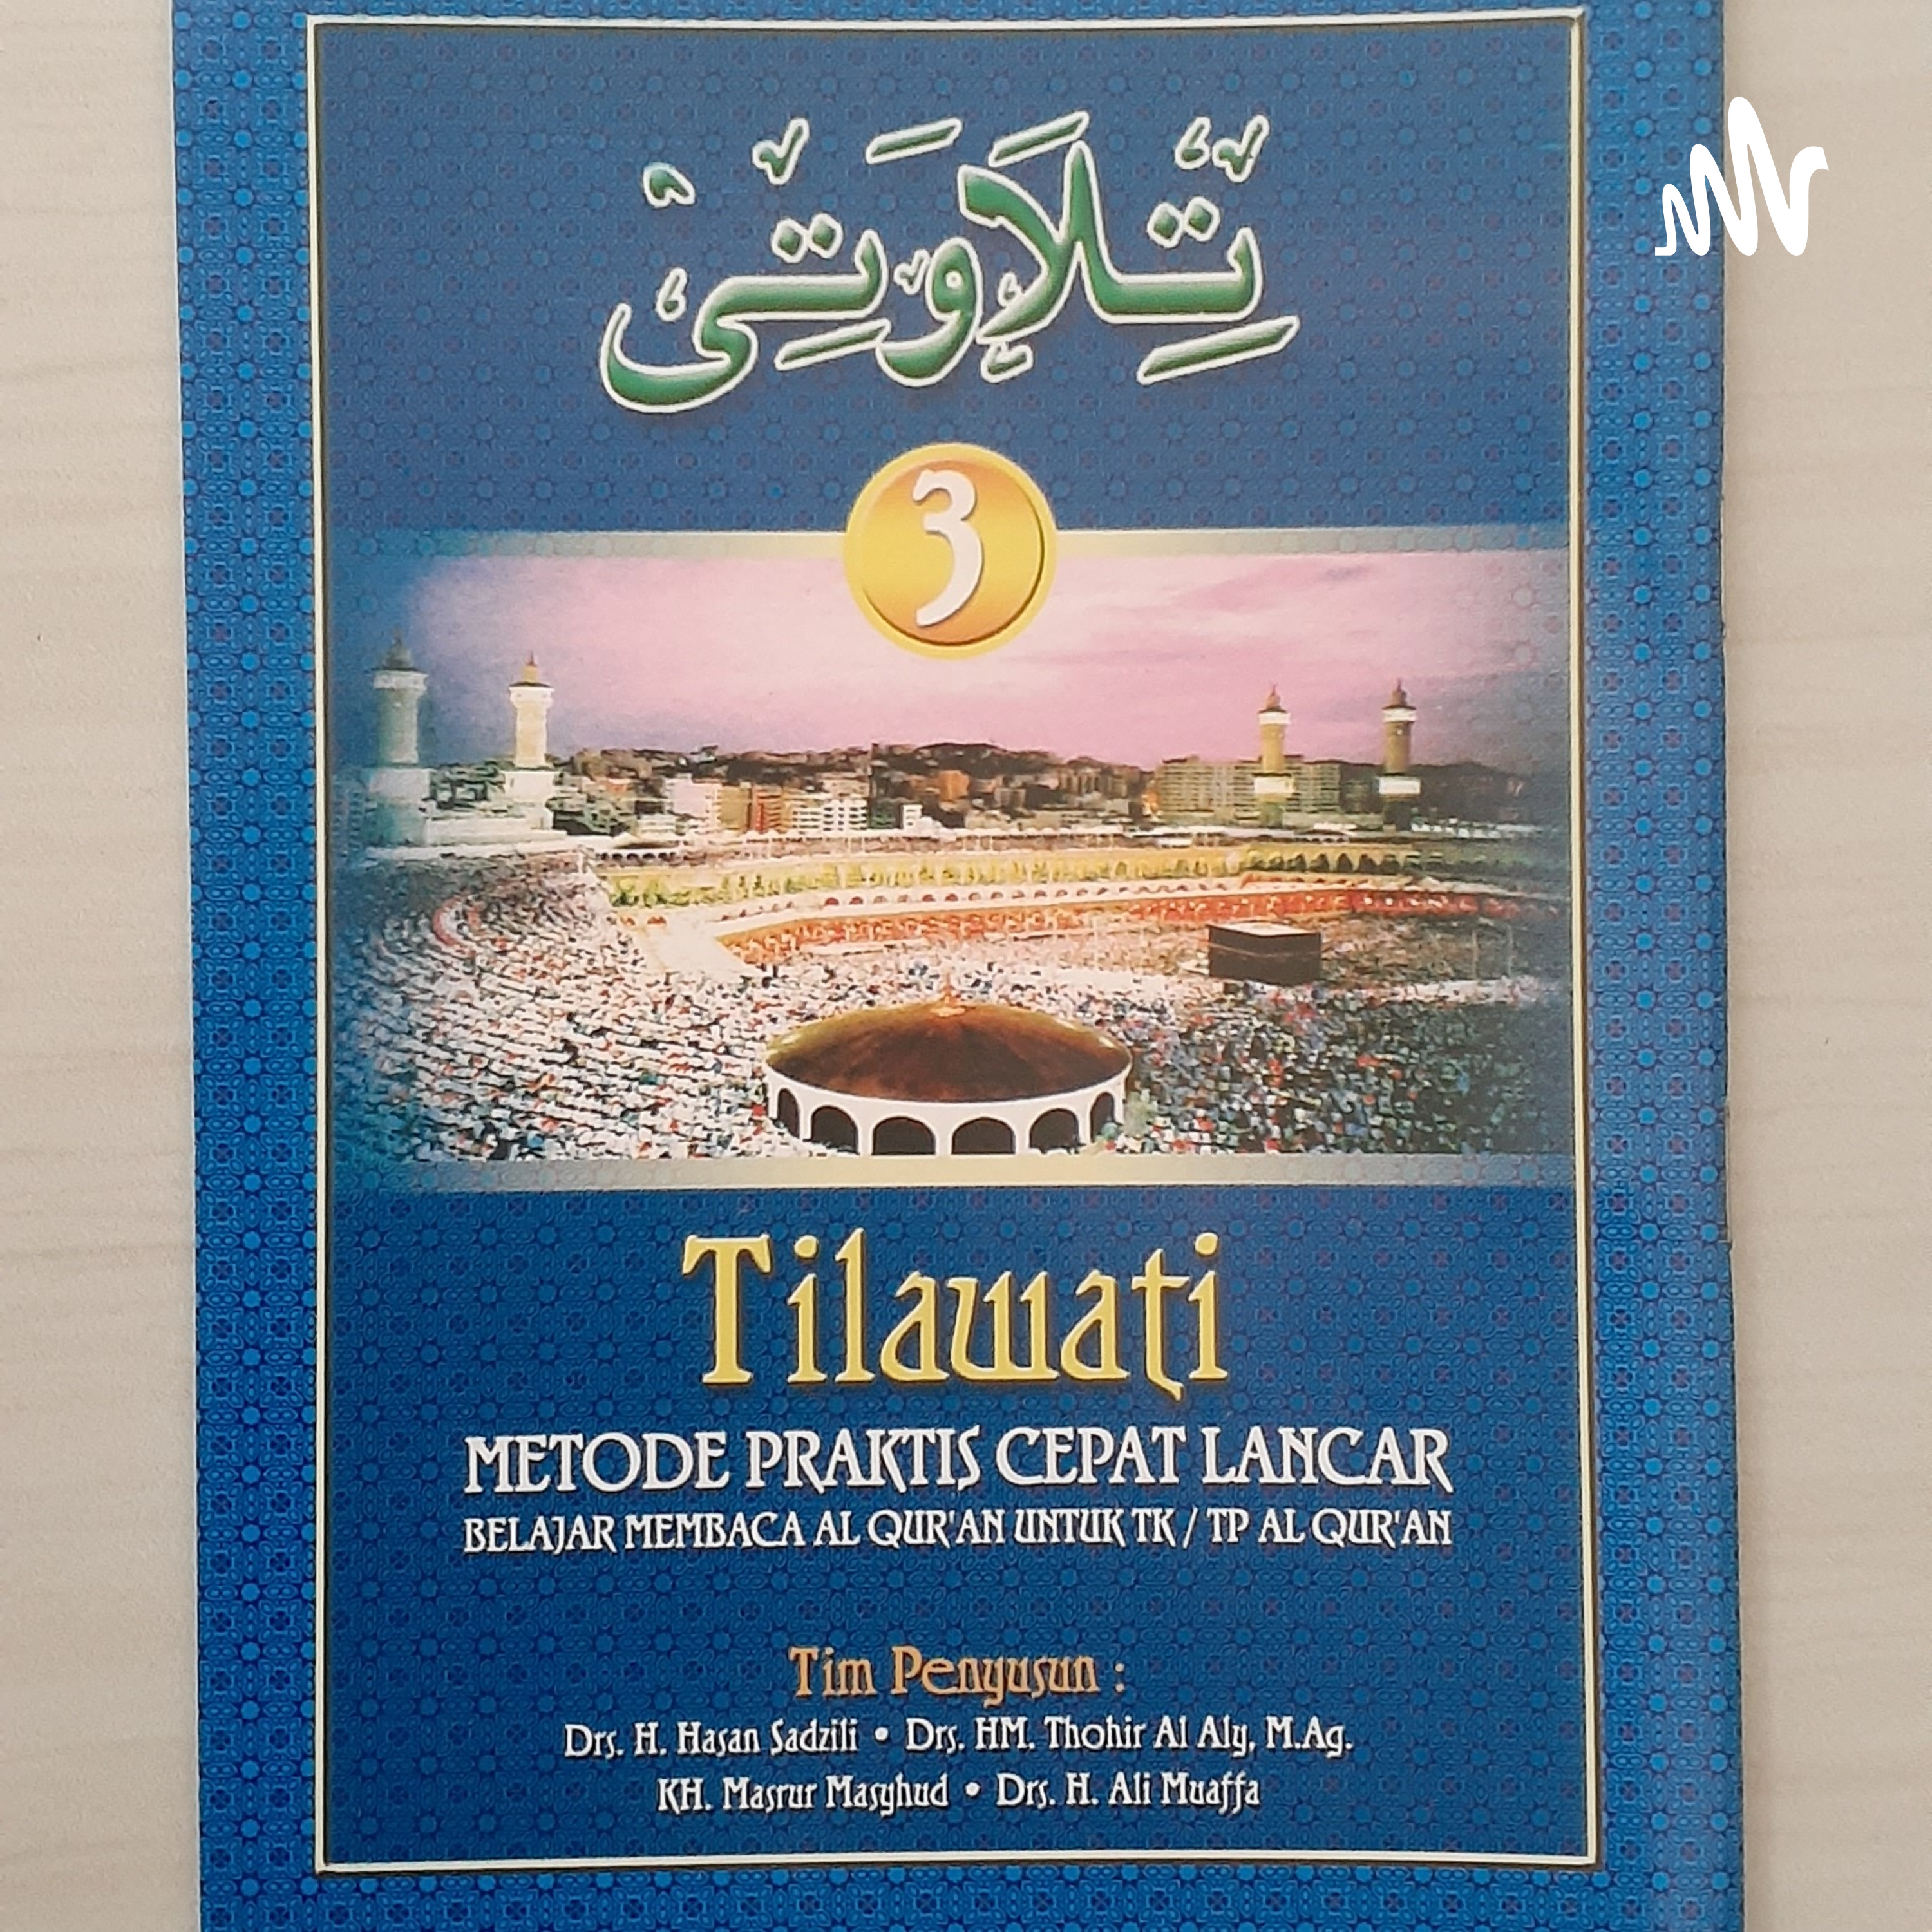 تِلَاوَتِيْ
3
Tilawati
METODE PRAKTIS CEPAT LANCAR
BELAJAR MEMBACA AL QUR'AN UNTUK TK / TP AL QUR'AN
Tim Penyusun :
Drs. H. Hasan Sadzili • Drs. HM. Thohir Al Aly, M.Ag.
KH. Masrur Masyhud • Drs. H. Ali Muaffa